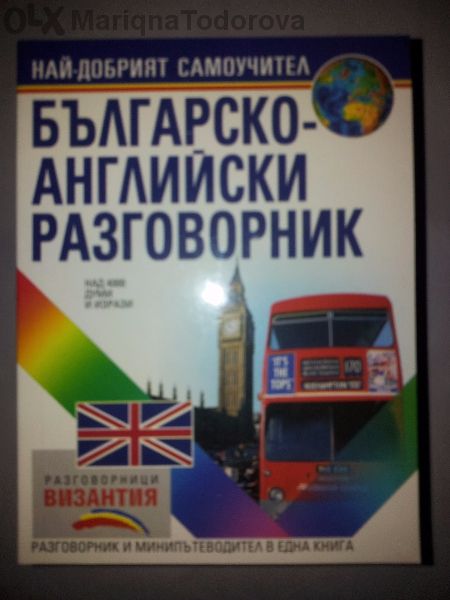 OLX MariqnaTodorova
НАЙ-ДОБРИЯТ САМОУЧИТЕЛ
БЪЛГАРСКО-
АНГЛИЙСКИ
РАЗГОВОРНИК
НАД 4000
ДУМИ
И ИЗРАЗИ
"IT'S
THE
TOPS"
170
РАЗГОВОРНИЦИ
ВИЗАНТИЯ
РАЗГОВОРНИК И МИНИПЪТЕВОДИТЕЛ В ЕДНА КНИГА